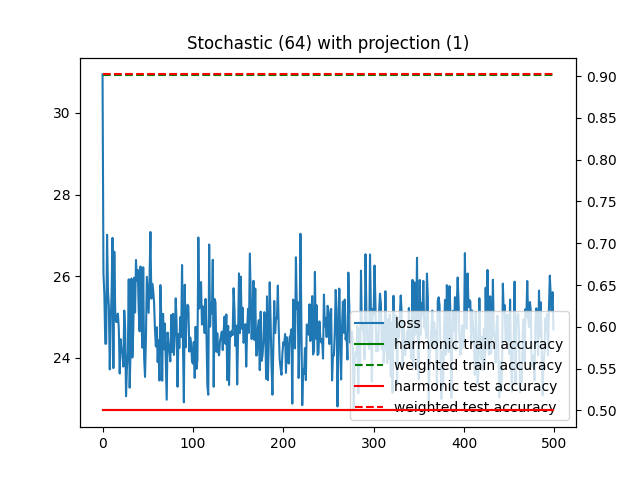 Stochastic (64) with projection (1)
30
28
26
24
0.90
0.85
0.80
0.75
0.70
0.65
0.60
0.55
0.50
loss
harmonic train accuracy
weighted train accuracy
harmonic test accuracy
weighted test accuracy
0 100 200 300 400 500